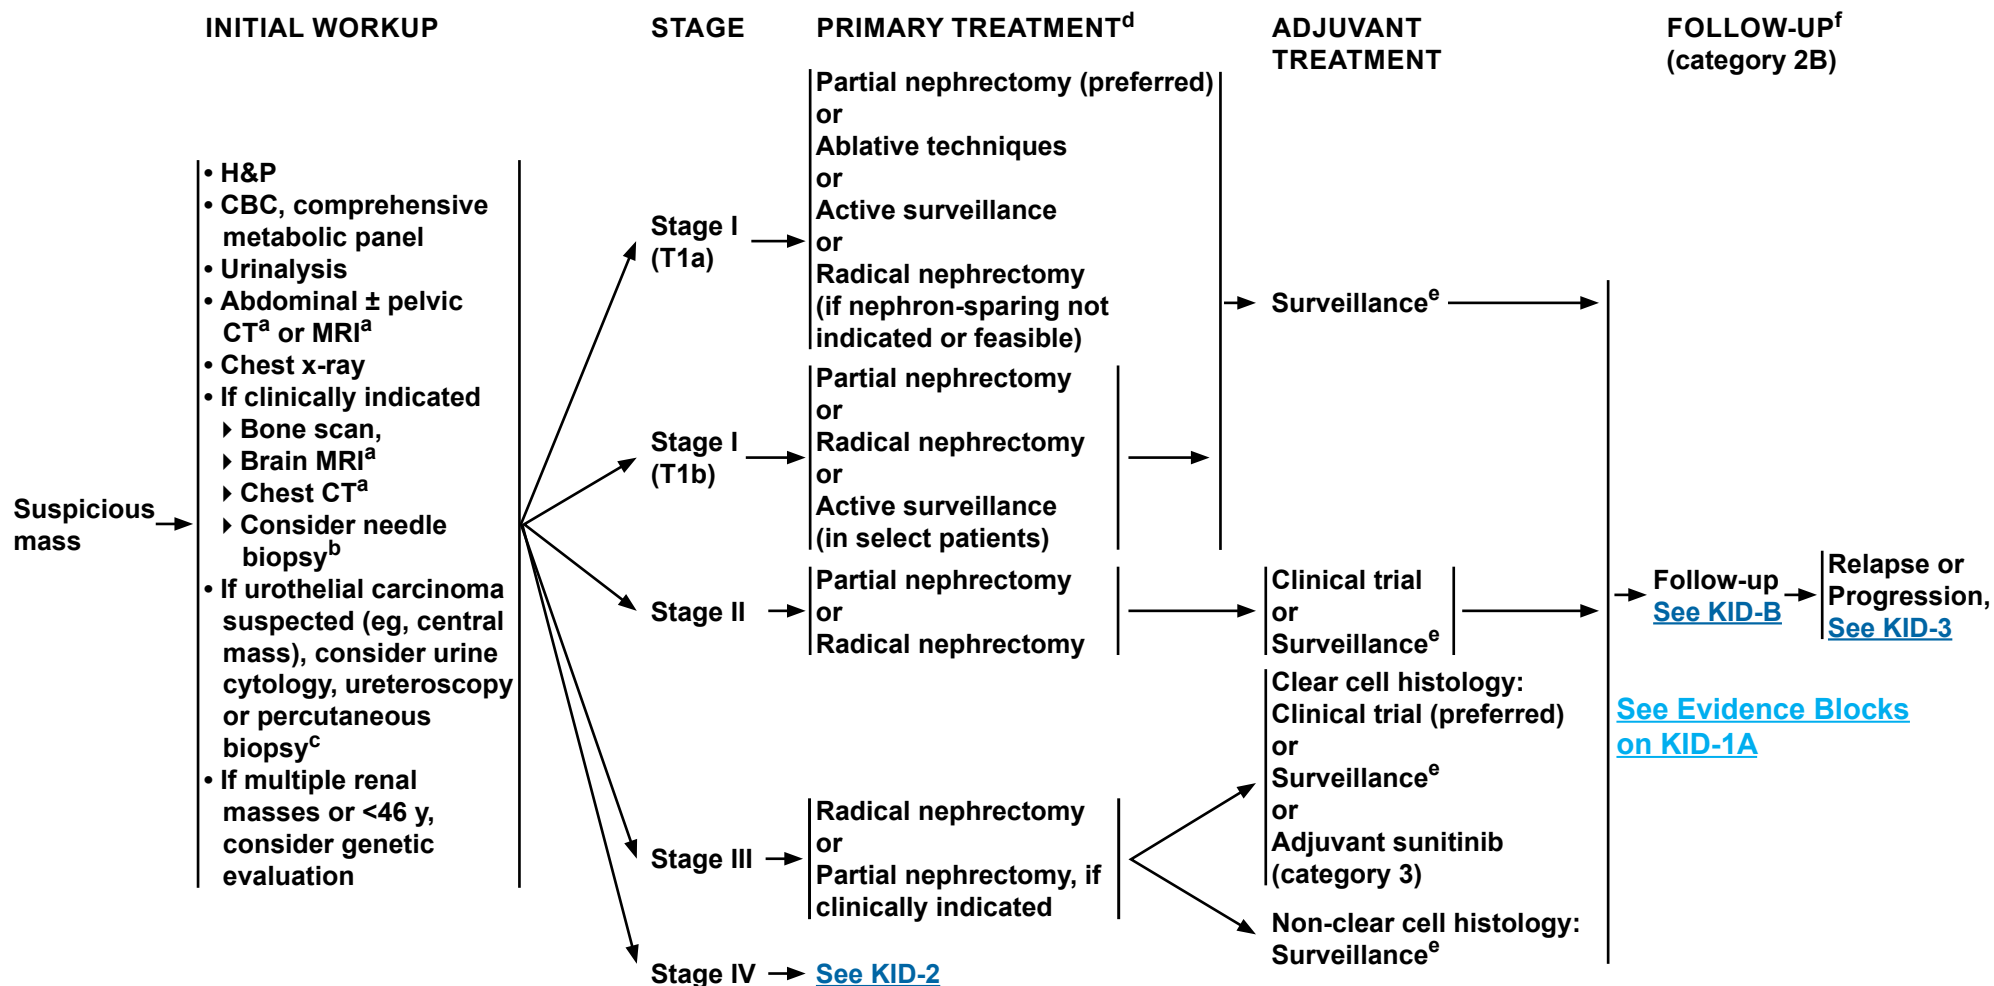 INITIAL WORKUP
STAGE
PRIMARY TREATMENTd
ADJUVANT
TREATMENT
FOLLOW-UPf
(category 2B)
Suspicious
mass
• H&P
• CBC, comprehensive
metabolic panel
• Urinalysis
• Abdominal ± pelvic
CTa or MRIa
• Chest x-ray
• If clinically indicated
Bone scan,
Brain MRIa
Chest CTa
Consider needle
biopsyb
• If urothelial carcinoma
suspected (eg, central
mass), consider urine
cytology, ureteroscopy
or percutaneous
biopsyc
• If multiple renal
masses or <46 y,
consider genetic
evaluation
Stage I
(T1a)
Partial nephrectomy (preferred)
or
Ablative techniques
or
Active surveillance
or
Radical nephrectomy
(if nephron-sparing not
indicated or feasible)
Stage I
(T1b)
Partial nephrectomy
or
Radical nephrectomy
or
Active surveillance
(in select patients)
Surveillancee
Stage II
Partial nephrectomy
or
Radical nephrectomy
Clinical trial
or
Surveillancee
Stage III
Radical nephrectomy
or
Partial nephrectomy, if
clinically indicated
Clear cell histology:
Clinical trial (preferred)
or
Surveillancee
or
Adjuvant sunitinib
(category 3)
Non-clear cell histology:
Surveillancee
Stage IV
See KID-2
Follow-up
See KID-B
Relapse or
Progression,
See KID-3
See Evidence Blocks
on KID-1A